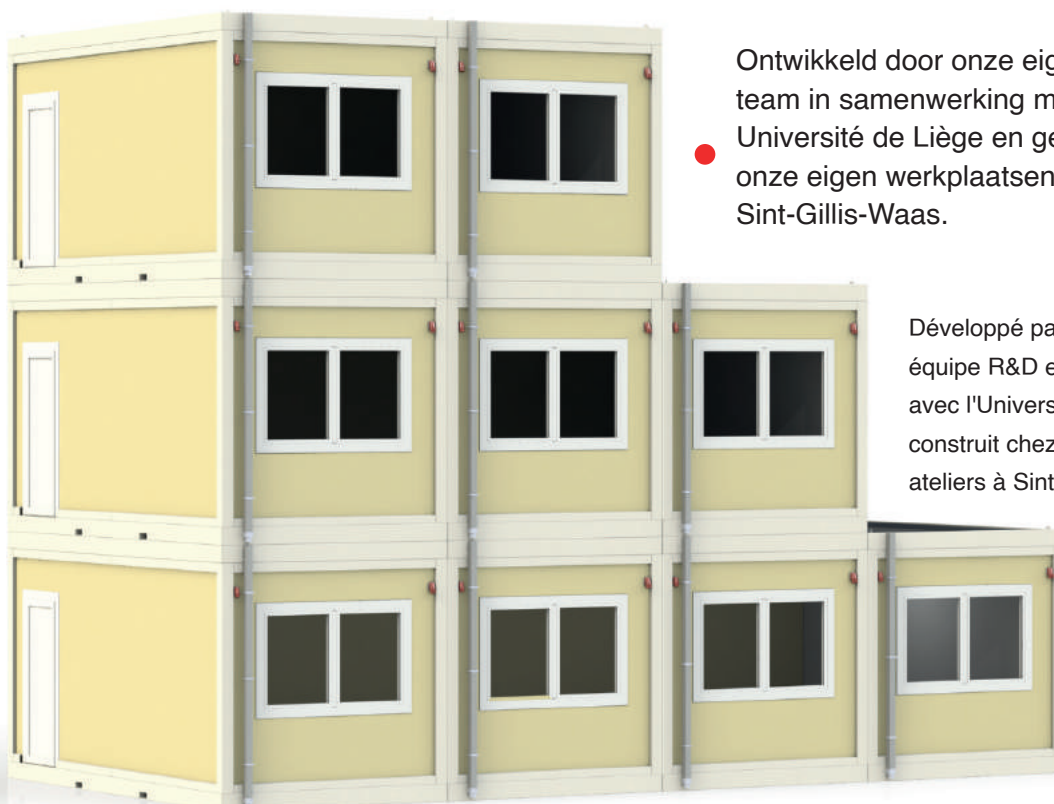 Ontwikkeld door onze
team in samenwerking
Université de Liège en
onze eigen werkplaatsen
Sint-Gillis-Waas.
Développé
équipe R&D
avec
construit chez
ateliers à